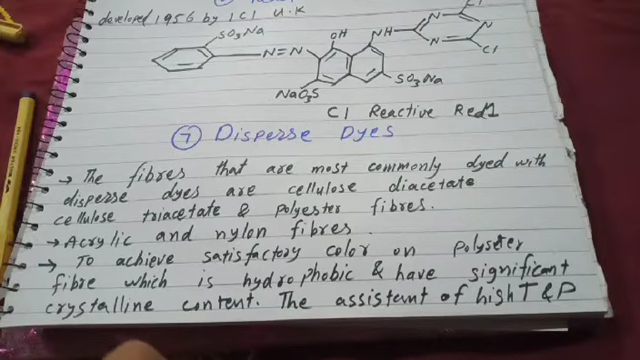 developed 1956 by ICI U.K
SO3Na
N=N
OH
NH
N
N
N
Cl
Cl
NaO3S
SO3Na
CI Reactive Red1
7 Disperse Dyes
→ The fibres that are most commonly dyed with
disperse dyes are cellulose diacetate
cellulose triacetate & polyester fibres.
→ Acrylic and nylon fibres.
→ To achieve satisfactory color on polyseter
fibre which is hydrophobic & have significant
crystalline content. The assistant of high T & P